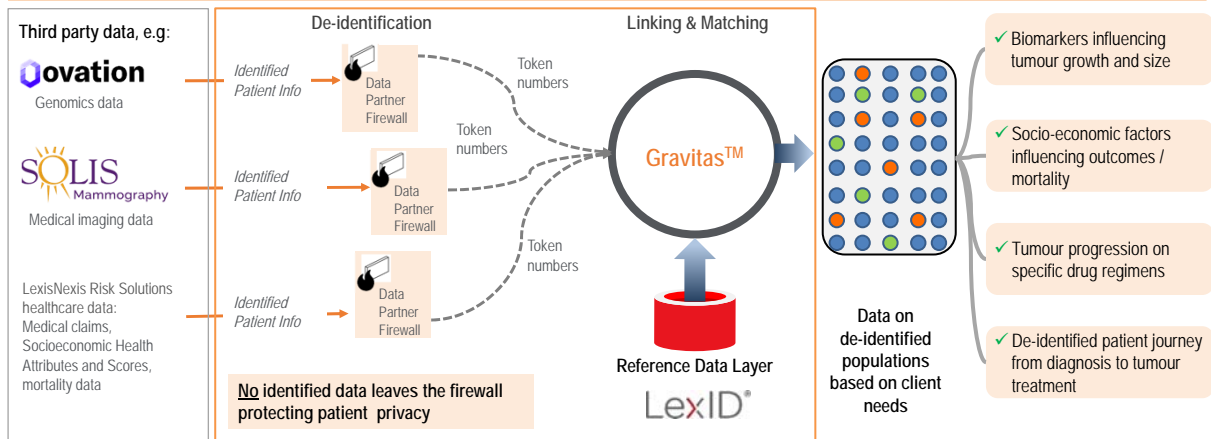 Third party data, e.g:
ovation
Genomics data
SOLIS
Mammography
Medical imaging data
LexisNexis Risk Solutions
healthcare data:
Medical claims,
Socioeconomic Health
Attributes and Scores,
mortality data
De-identification
Identified
Patient Info
Data
Partner
Firewall
Token
numbers
Identified
Patient Info
Data
Partner
Firewall
Token
numbers
Identified
Patient Info
Data
Partner
Firewall
Token
numbers
No identified data leaves the firewall
protecting patient privacy
Linking & Matching
Gravitas™
Reference Data Layer
LexID®
Data on
de-identified
populations
based on client
needs
✓ Biomarkers influencing
tumour growth and size
✓ Socio-economic factors
influencing outcomes /
mortality
✓ Tumour progression on
specific drug regimens
✓ De-identified patient journey
from diagnosis to tumour
treatment